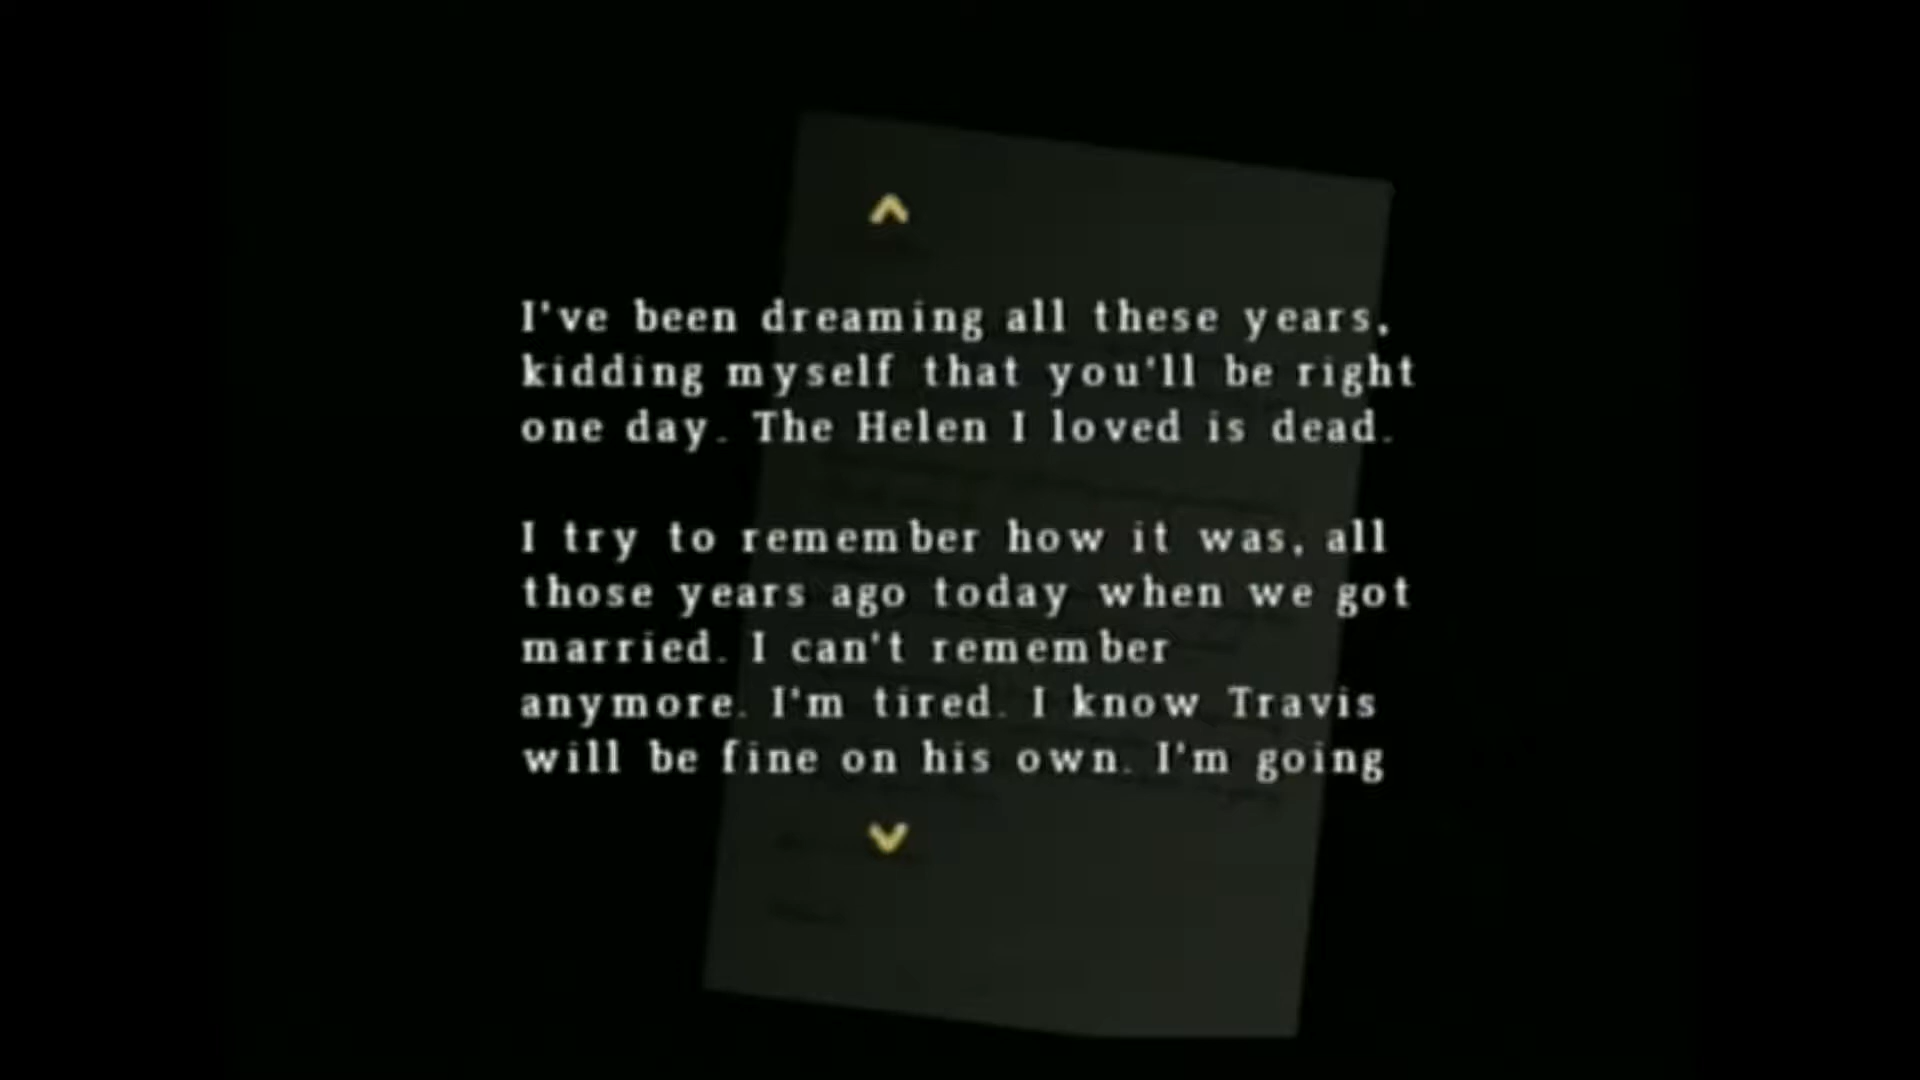 I've been dreaming all these years,
kidding myself that you'll be right
one day. The Helen I loved is dead.
I try to remember how it was, all
those years ago today when we got
married. I can't remember
anymore. I'm tired. I know Travis
will be fine on his own. I'm going